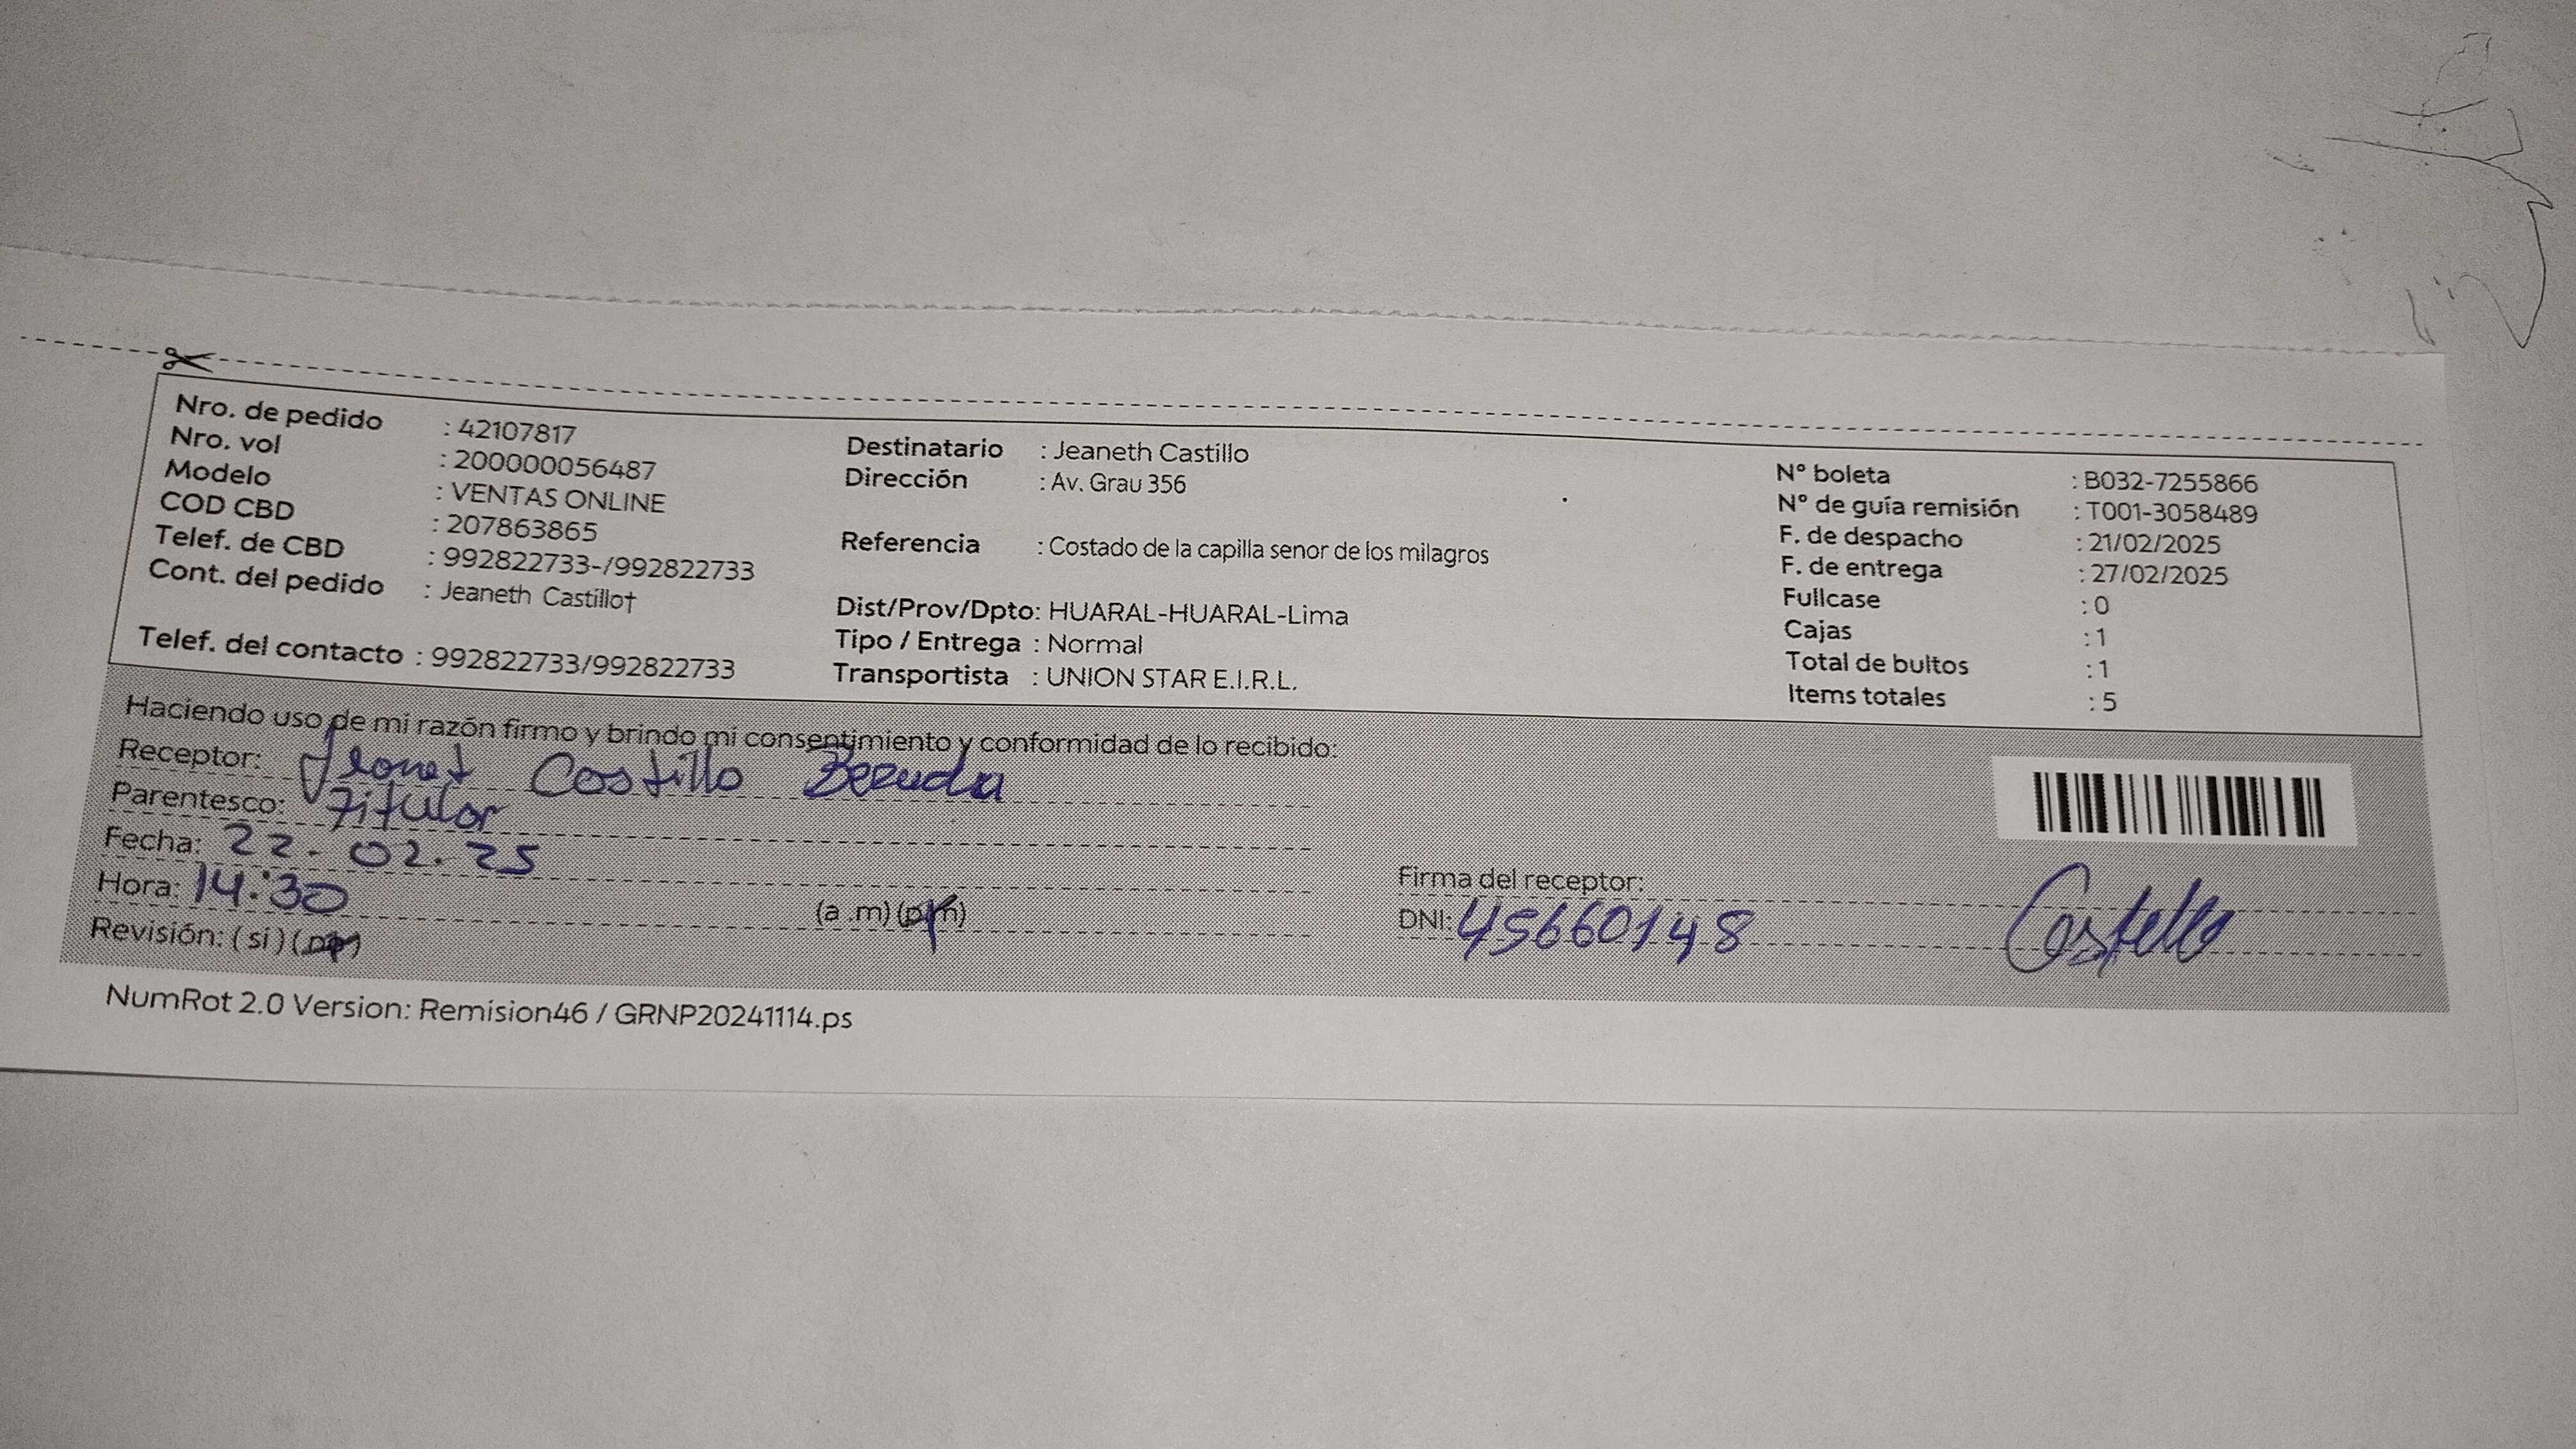 Nro. de pedido : 42107817
Nro. vol : 200000056487
Modelo : VENTAS ONLINE
COD CBD : 207863865
Telef. de CBD : 992822733-/992822733
Cont. del pedido : Jeaneth Castillo†
Telef. del contacto : 992822733/992822733
Destinatario : Jeaneth Castillo
Dirección : Av. Grau 356
Referencia : Costado de la capilla senor de los milagros
Dist/Prov/Dpto: HUARAL-HUARAL-Lima
Tipo / Entrega : Normal
Transportista : UNION STAR E.I.R.L.
N° boleta : B032-7255866
N° de guía remisión : T001-3058489
F. de despacho : 21/02/2025
F. de entrega : 27/02/2025
Fullcase : 0
Cajas : 1
Total de bultos : 1
Items totales : 5
Haciendo uso de mi razón firmo y brindo mi consentimiento y conformidad de lo recibido:
Receptor: Jeanet Castillo
Parentesco: Titular
Fecha: 22.02.25
Hora: 14:30 (a .m) (p.m)
Revisión: ( si ) (no)
Firma del receptor: Castillo
DNI: 45660148
NumRot 2.0 Version: Remision46 / GRNP20241114.ps